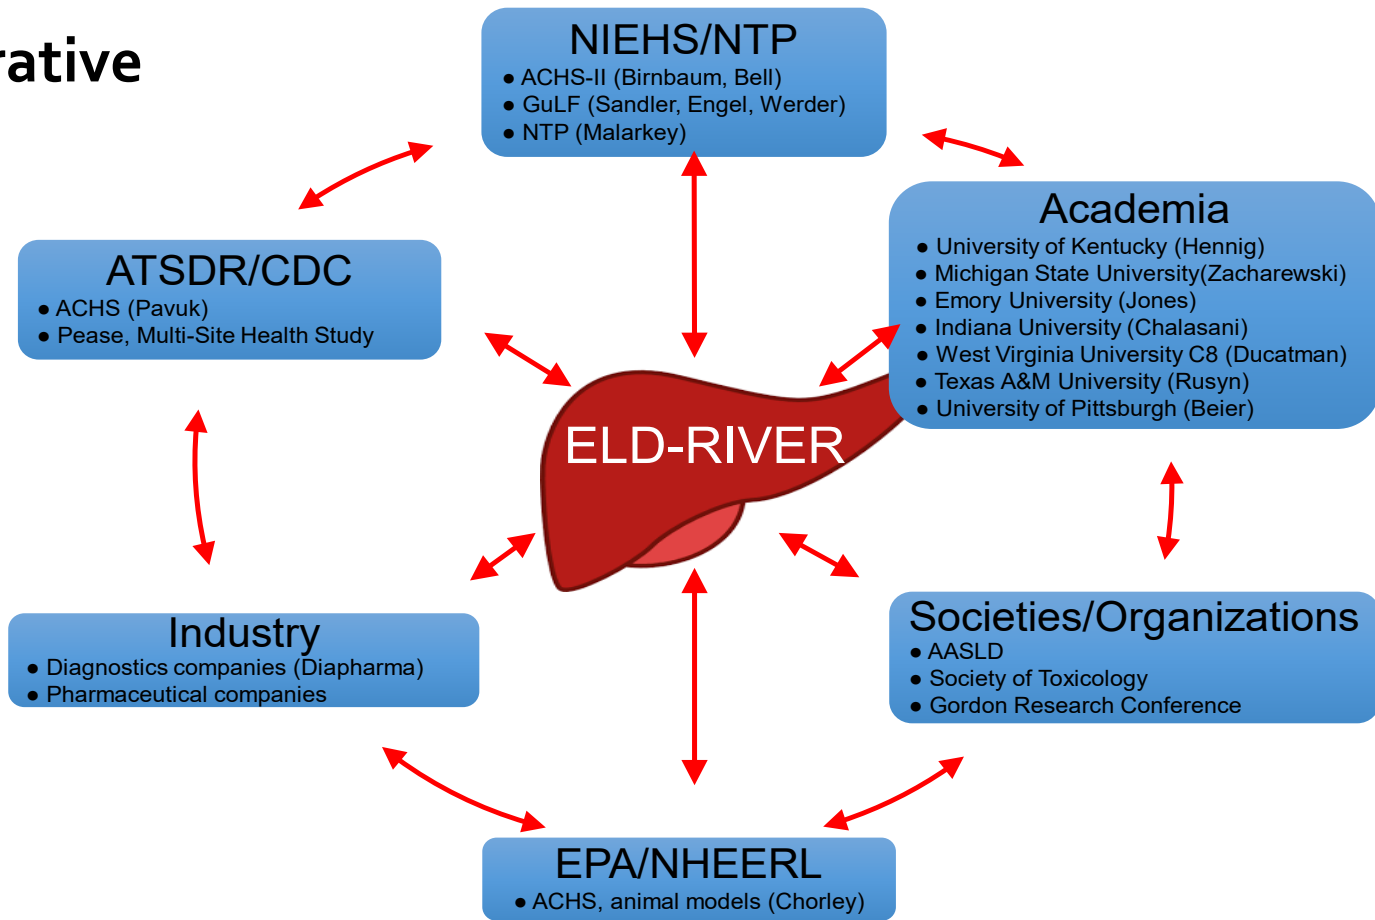 rative
NIEHS/NTP
● ACHS-II (Birnbaum, Bell)
● GuLF (Sandler, Engel, Werder)
● NTP (Malarkey)
Academia
● University of Kentucky (Hennig)
● Michigan State University(Zacharewski)
● Emory University (Jones)
● Indiana University (Chalasani)
● West Virginia University C8 (Ducatman)
● Texas A&M University (Rusyn)
● University of Pittsburgh (Beier)
ATSDR/CDC
● ACHS (Pavuk)
● Pease, Multi-Site Health Study
ELD-RIVER
Industry
● Diagnostics companies (Diapharma)
● Pharmaceutical companies
Societies/Organizations
● AASLD
● Society of Toxicology
● Gordon Research Conference
EPA/NHEERL
● ACHS, animal models (Chorley)